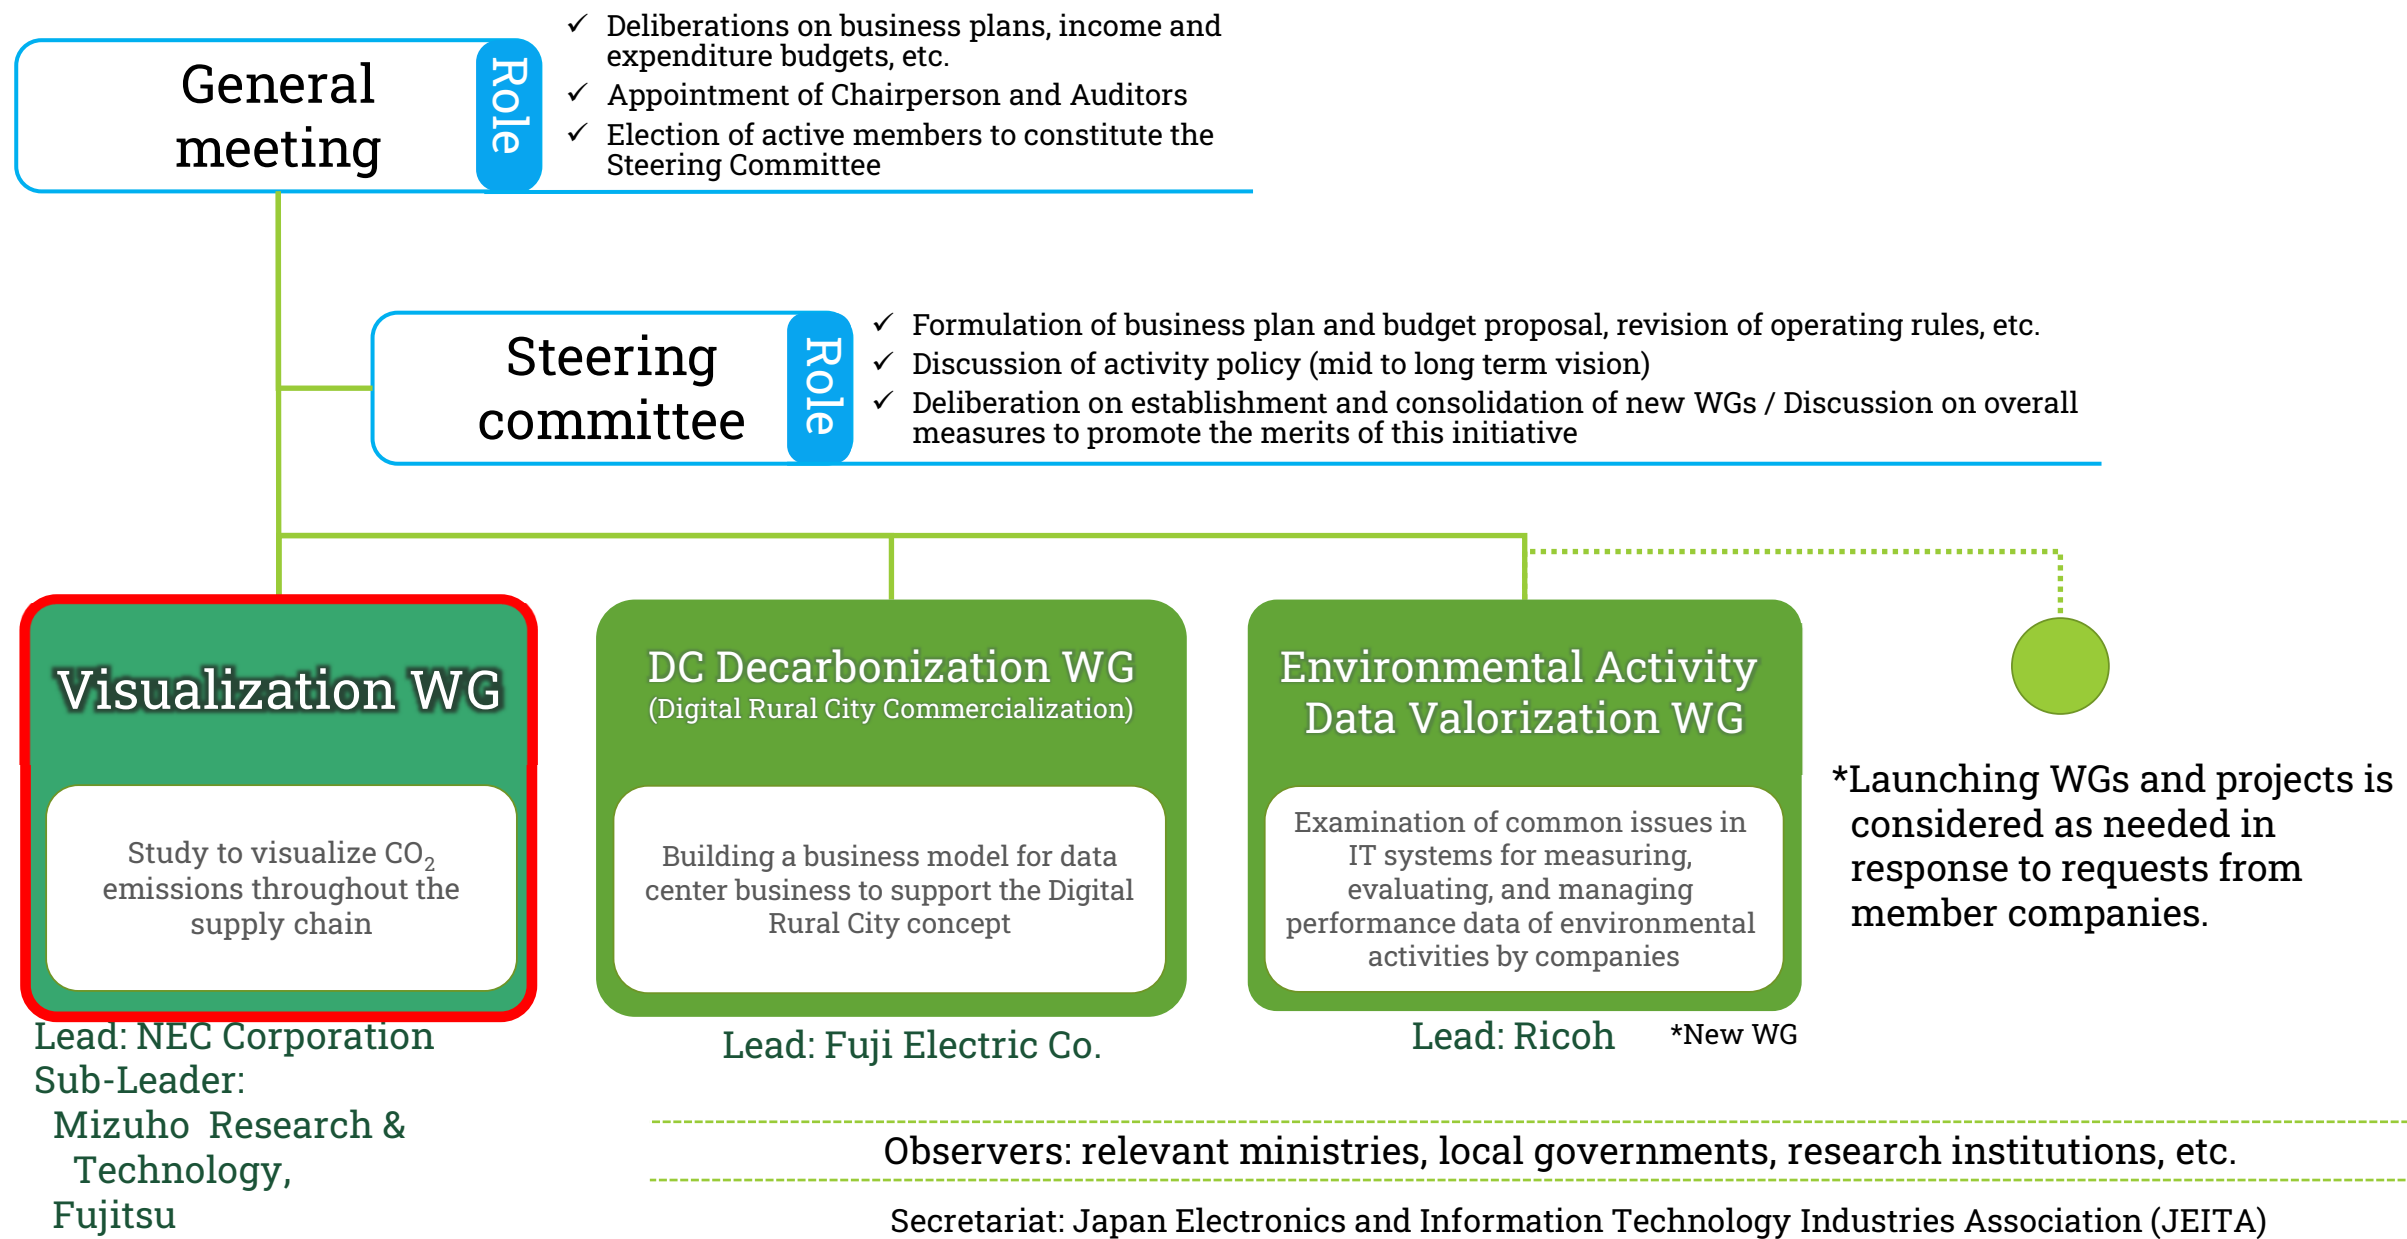 General
meeting
Role
✓ Deliberations on business plans, income and
expenditure budgets, etc.
✓ Appointment of Chairperson and Auditors
✓ Election of active members to constitute the
Steering Committee
Steering
committee
Role
✓ Formulation of business plan and budget proposal, revision of operating rules, etc.
✓ Discussion of activity policy (mid to long term vision)
✓ Deliberation on establishment and consolidation of new WGs / Discussion on overall
measures to promote the merits of this initiative
Visualization WG
Study to visualize CO₂
emissions throughout the
supply chain
Lead: NEC Corporation
Sub-Leader:
Mizuho Research &
Technology,
Fujitsu
DC Decarbonization WG
(Digital Rural City Commercialization)
Building a business model for data
center business to support the Digital
Rural City concept
Lead: Fuji Electric Co.
Environmental Activity
Data Valorization WG
Examination of common issues in
IT systems for measuring,
evaluating, and managing
performance data of environmental
activities by companies
Lead: Ricoh *New WG
*Launching WGs and projects is
considered as needed in
response to requests from
member companies.
Observers: relevant ministries, local governments, research institutions, etc.
Secretariat: Japan Electronics and Information Technology Industries Association (JEITA)